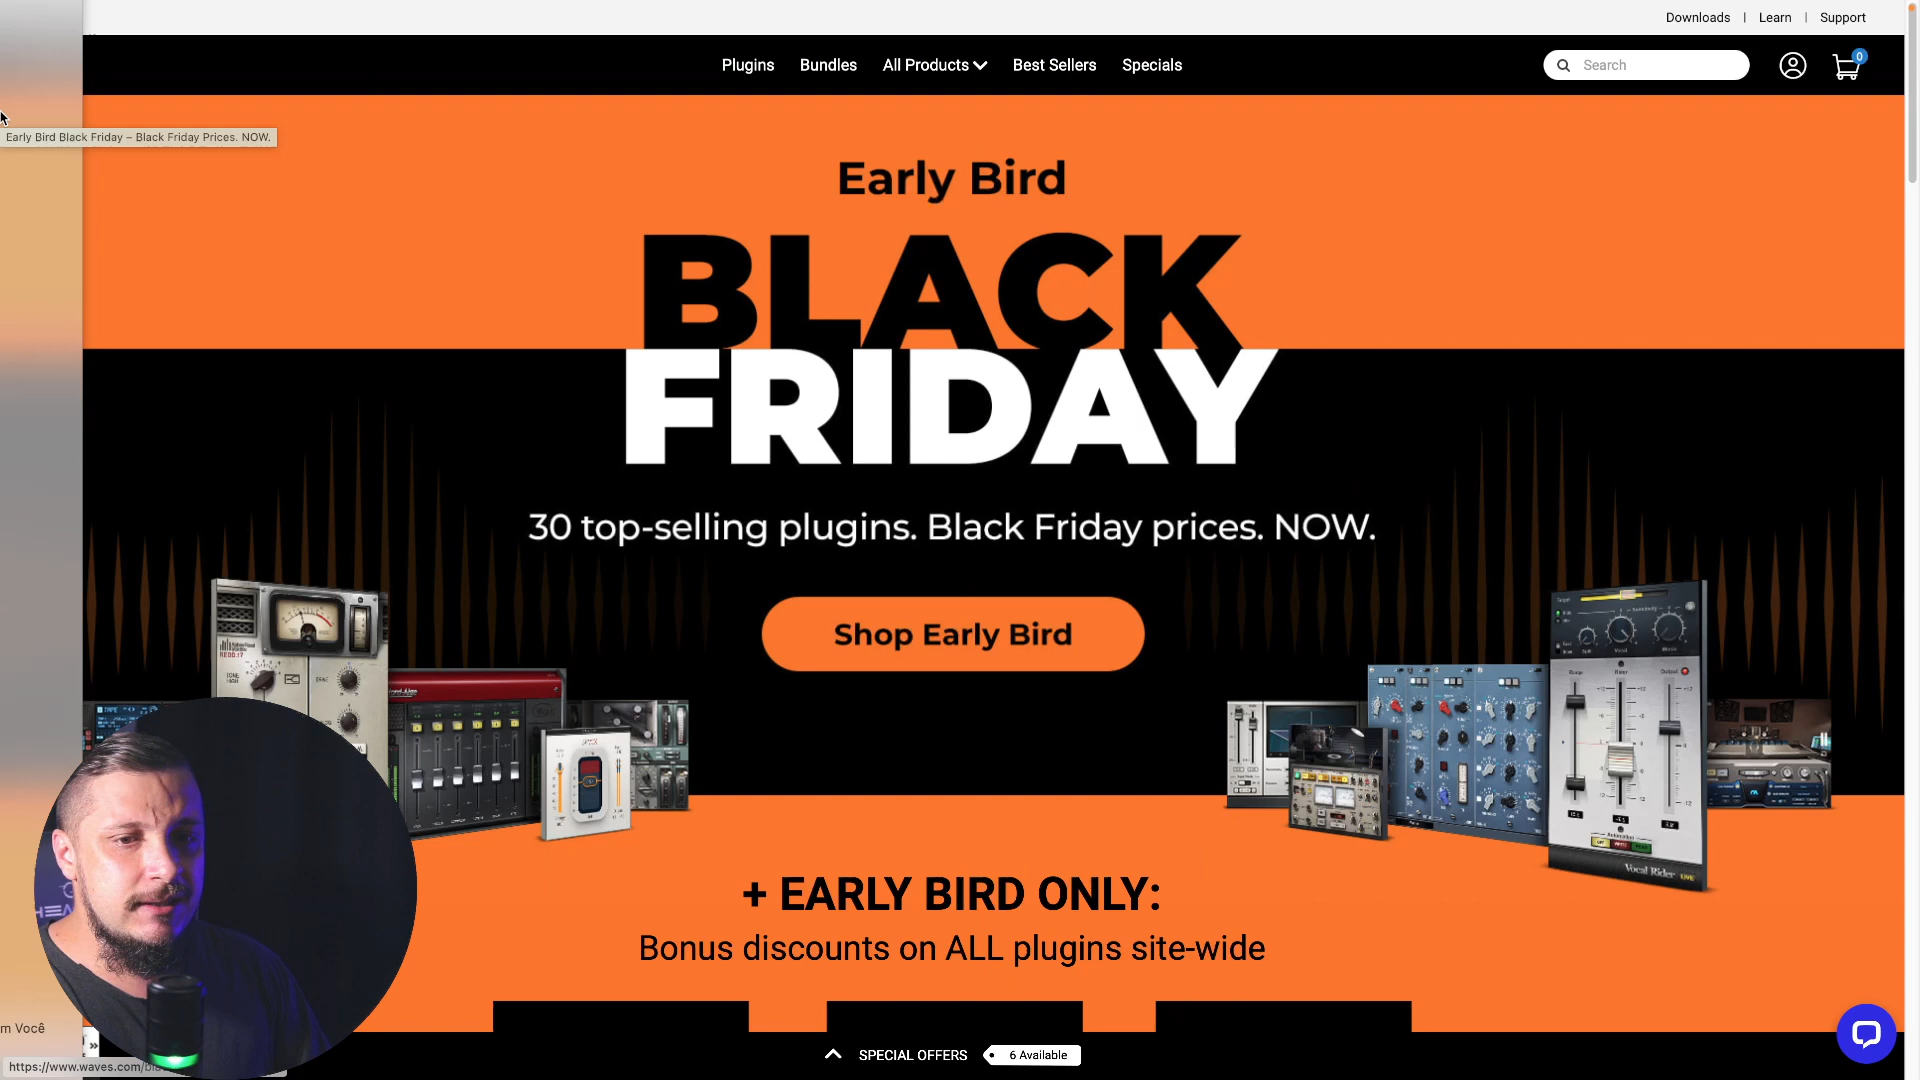 Downloads | Learn | Support
Plugins Bundles All Products Best Sellers Specials
Search
0
Early Bird Black Friday – Black Friday Prices. NOW.
Early Bird
BLACK
FRIDAY
30 top-selling plugins. Black Friday prices. NOW.
Shop Early Bird
Vocal Rider LIVE
+ EARLY BIRD ONLY:
Bonus discounts on ALL plugins site-wide
m Você
SPECIAL OFFERS
6 Available
https://www.waves.com/bl